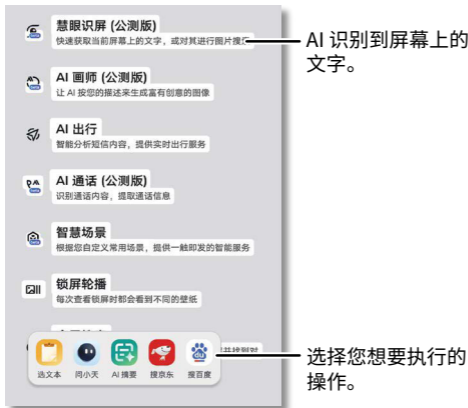 慧眼识屏 (公测版)
快速获取当前屏幕上的文字，或对其进行图片搜
AI 识别到屏幕上的
文字。
AI 画师 (公测版)
让 AI 按您的描述来生成富有创意的图像
AI 出行
智能分析短信内容，提供实时出行服务
AI 通话 (公测版)
识别通话内容，提取通话信息
智慧场景
根据您自定义常用场景，提供一触即发的智能服务
锁屏轮播
每次查看锁屏时都会看到不同的壁纸
选文本
问小天
AI 摘要
搜京东
搜百度
选择您想要执行的
操作。